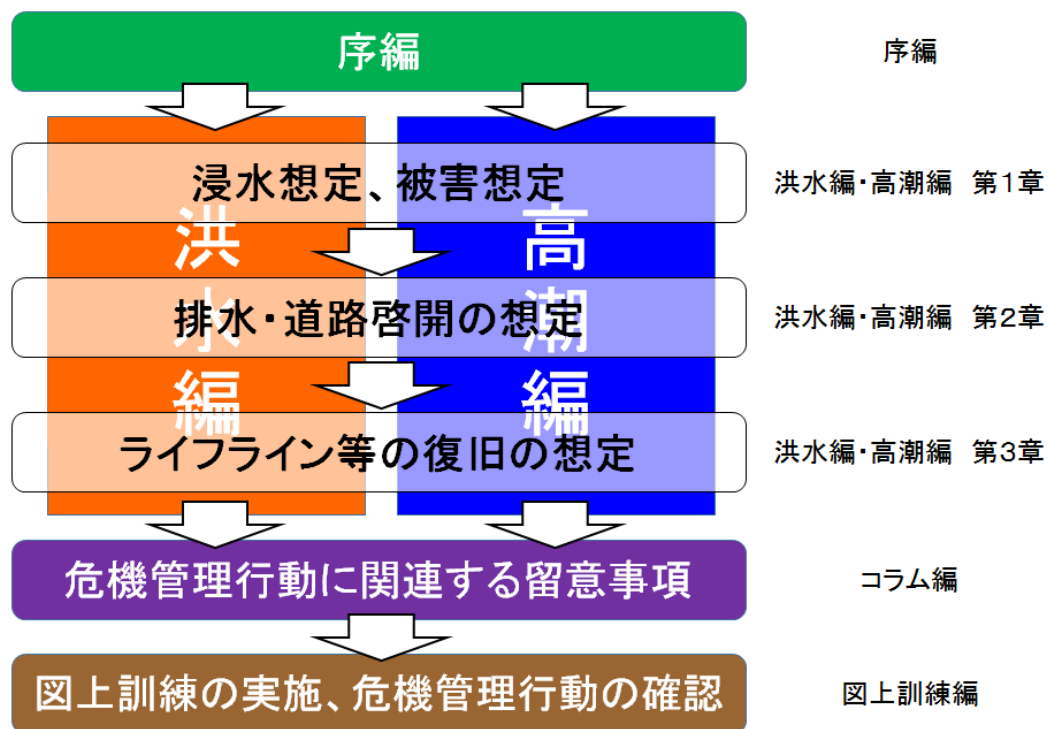 序編
序編
浸水想定、被害想定
洪水編・高潮編 第1章
洪水編
高潮編
排水・道路啓開の想定
洪水編・高潮編 第2章
ライフライン等の復旧の想定
洪水編・高潮編 第3章
危機管理行動に関連する留意事項
コラム編
図上訓練の実施、危機管理行動の確認
図上訓練編